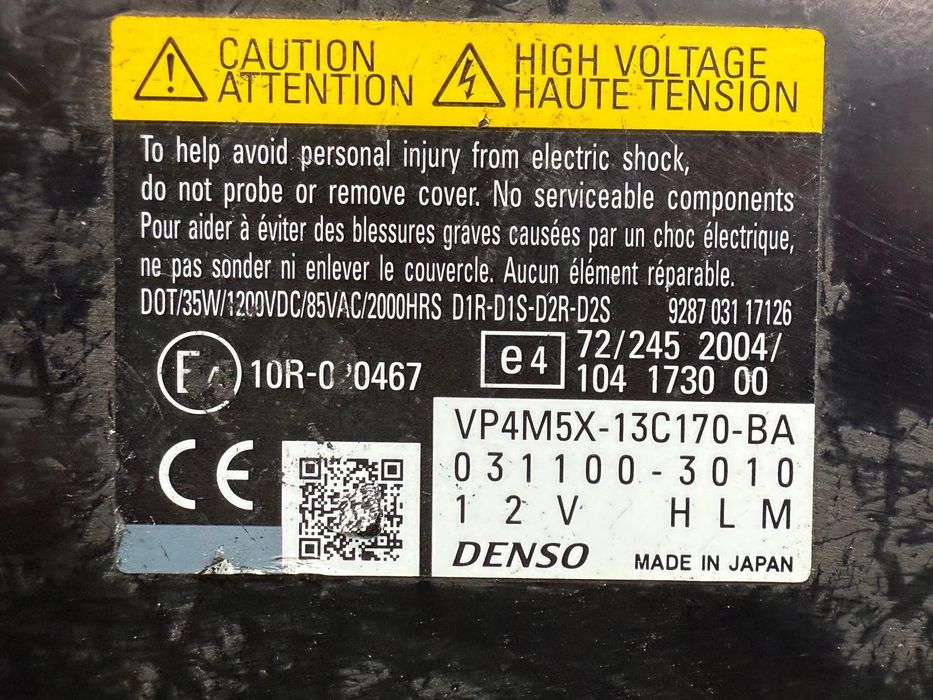 CAUTION
ATTENTION
HIGH VOLTAGE
HAUTE TENSION
To help avoid personal injury from electric shock,
do not probe or remove cover. No serviceable components
Pour aider à éviter des blessures graves causées par un choc électrique,
ne pas sonder ni enlever le couvercle. Aucun élément réparable.
DOT/35W/1200VDC/85VAC/2000HRS D1R-D1S-D2R-D2S 9287 031 17126
e4
72/245 2004/
104 1730 00
CE
VP4M5X-13C170-BA
031100-3010
12V HLM
DENSO MADE IN JAPAN